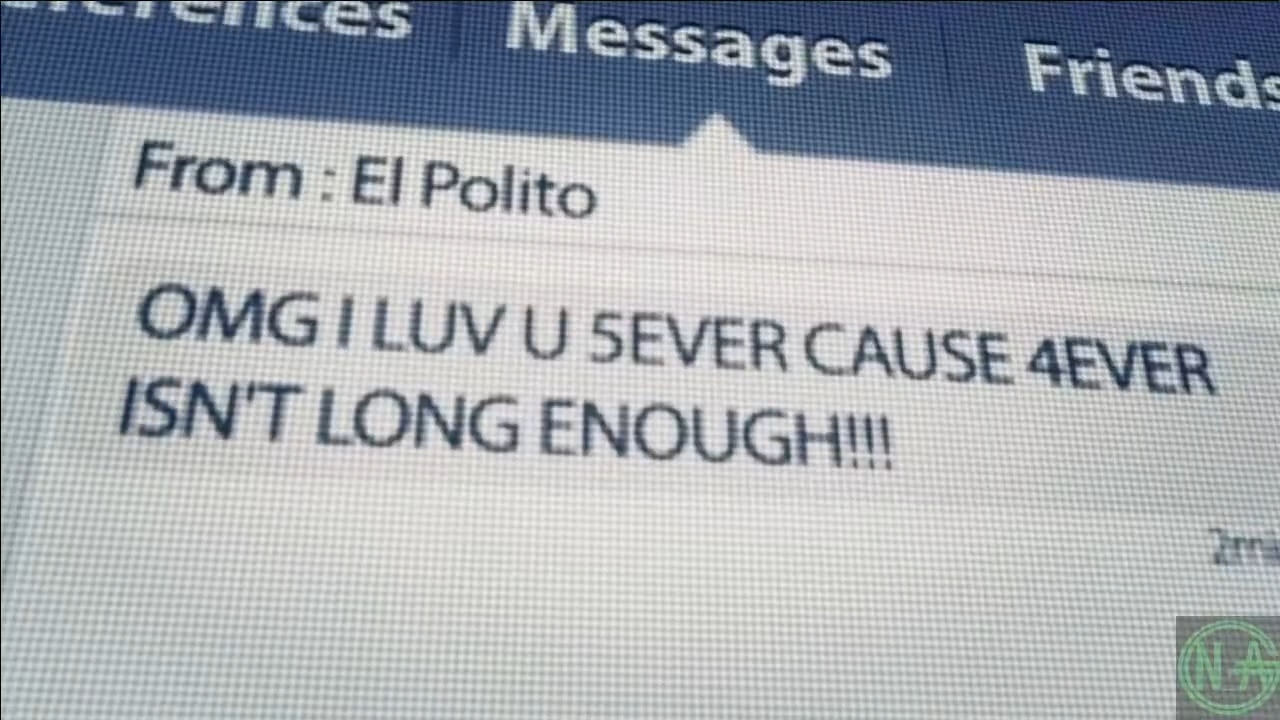 Messages
Friends
From : El Polito
OMG I LUV U 5EVER CAUSE 4EVER
ISN'T LONG ENOUGH!!!